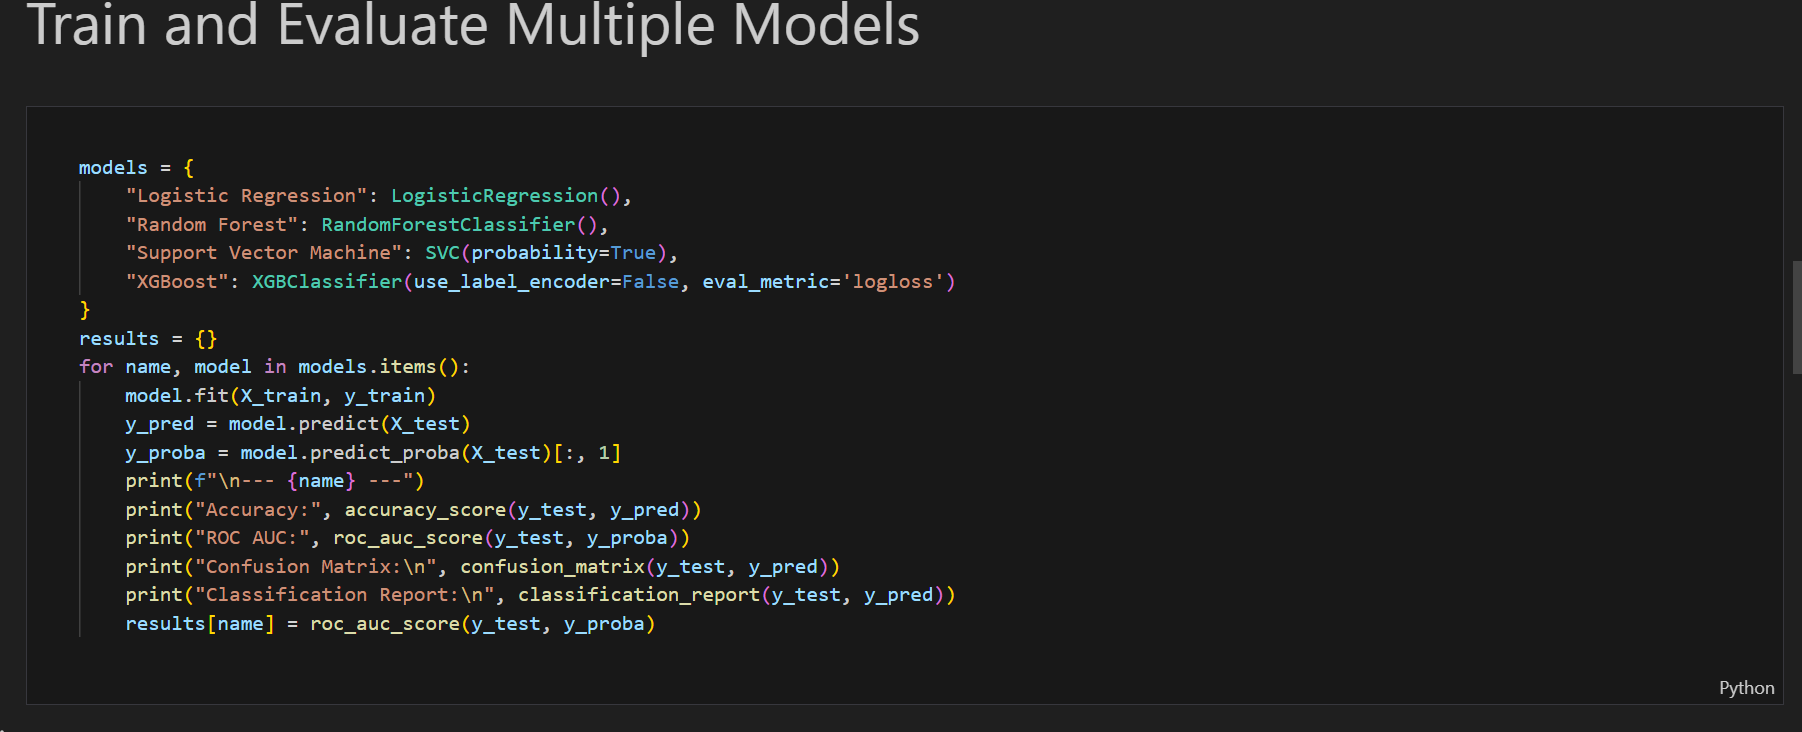 Train and Evaluate Multiple Models
models = {
    "Logistic Regression": LogisticRegression(),
    "Random Forest": RandomForestClassifier(),
    "Support Vector Machine": SVC(probability=True),
    "XGBoost": XGBClassifier(use_label_encoder=False, eval_metric='logloss')
}
results = {}
for name, model in models.items():
    model.fit(X_train, y_train)
    y_pred = model.predict(X_test)
    y_proba = model.predict_proba(X_test)[:, 1]
    print(f"\n--- {name} ---")
    print("Accuracy:", accuracy_score(y_test, y_pred))
    print("ROC AUC:", roc_auc_score(y_test, y_proba))
    print("Confusion Matrix:\n", confusion_matrix(y_test, y_pred))
    print("Classification Report:\n", classification_report(y_test, y_pred))
    results[name] = roc_auc_score(y_test, y_proba)
Python